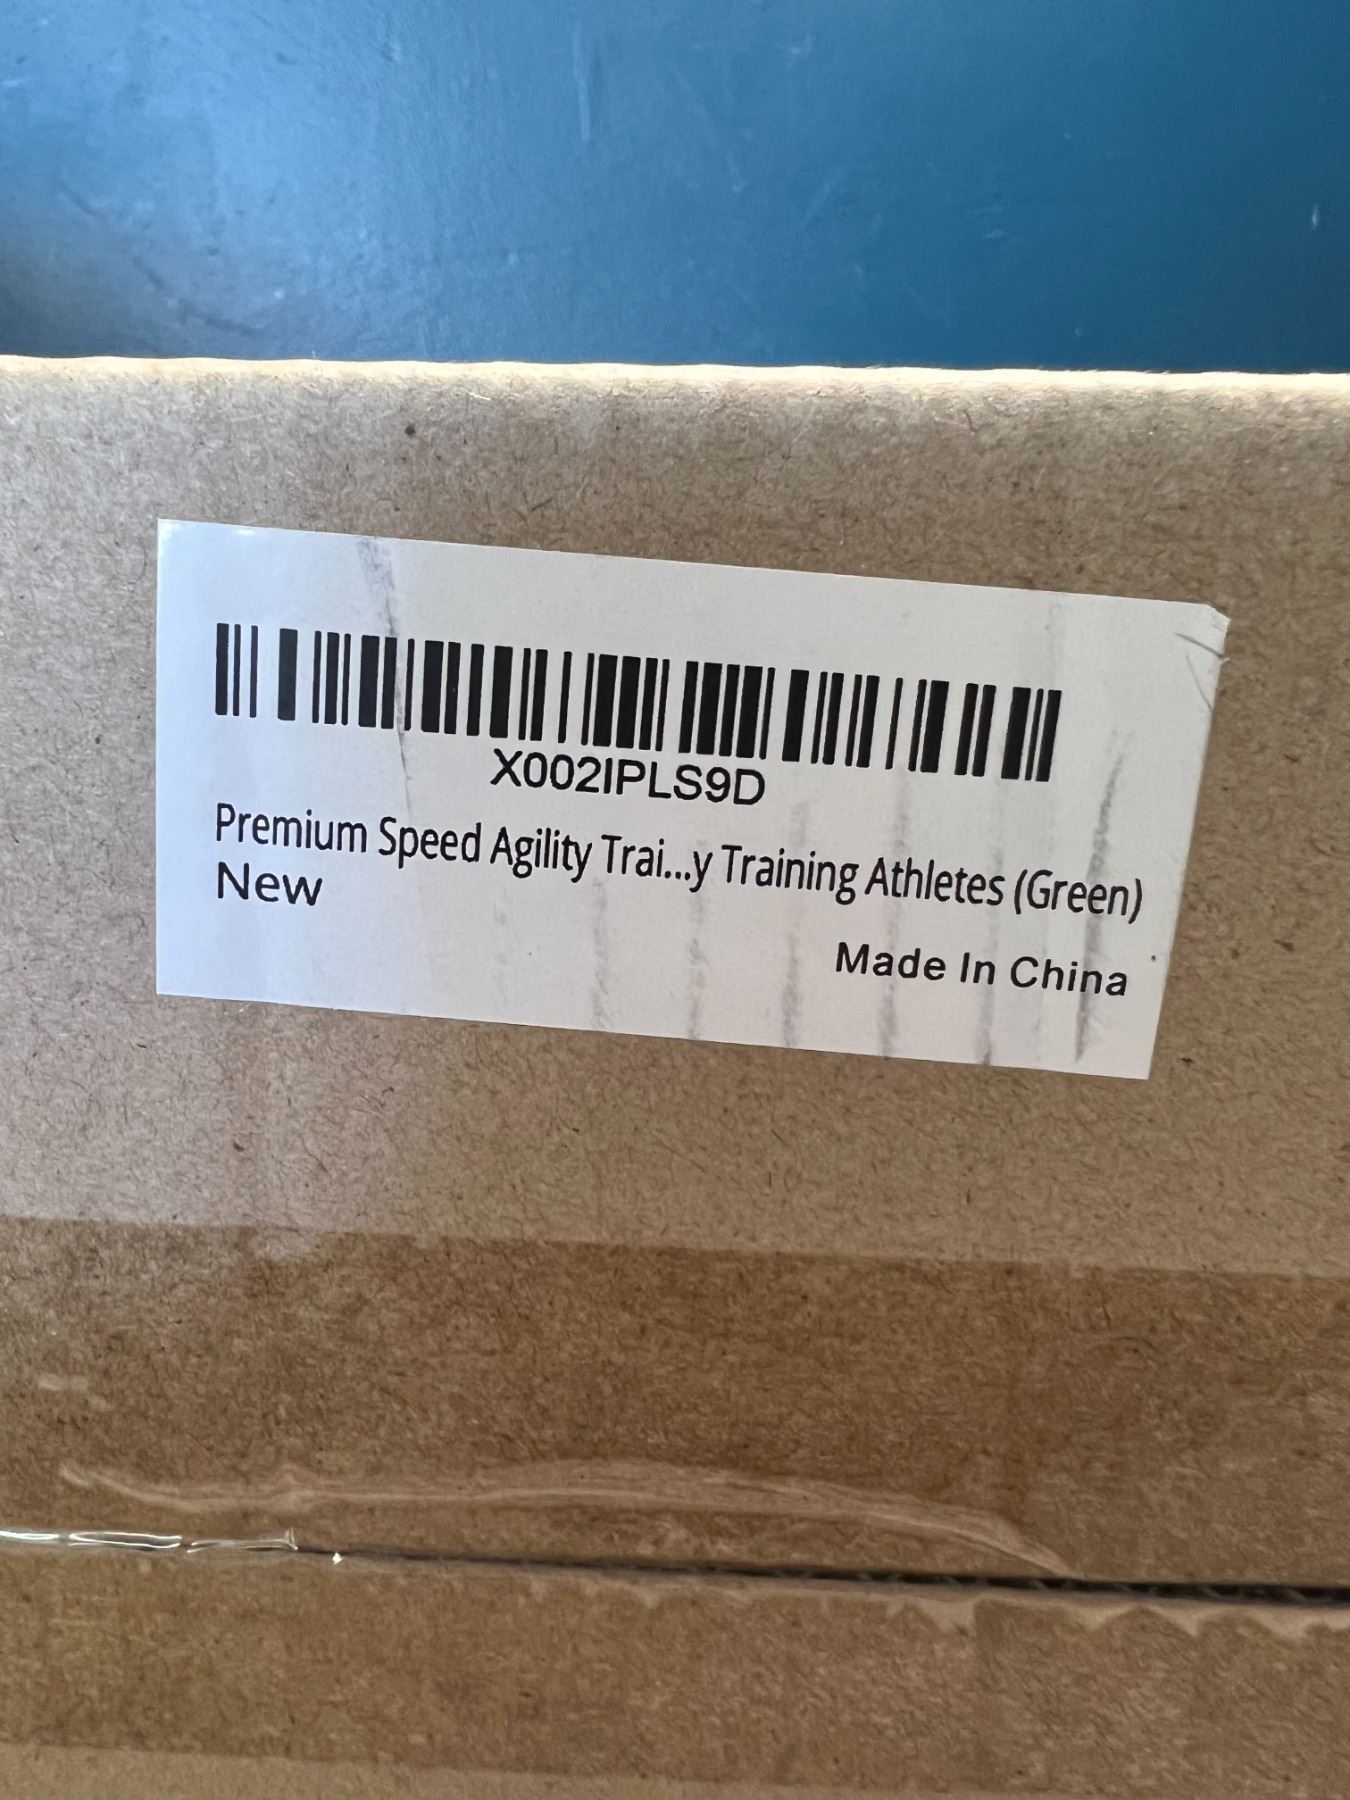 X002IPLS9D
Premium Speed Agility Trai...y Training Athletes (Green)
New
Made In China